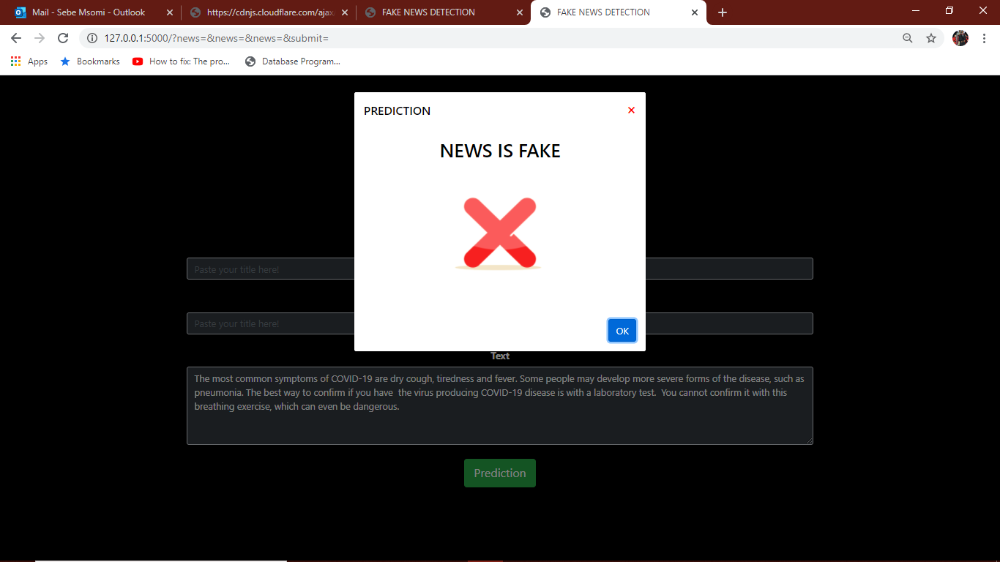 Mail - Sebe Msomi - Outlook
https://cdnjs.cloudflare.com/ajax
FAKE NEWS DETECTION
FAKE NEWS DETECTION
127.0.0.1:5000/?news=&news=&news=&submit=
Apps
Bookmarks
How to fix: The pro...
Database Program...
PREDICTION
NEWS IS FAKE
Paste your title here!
Paste your title here!
OK
Text
The most common symptoms of COVID-19 are dry cough, tiredness and fever. Some people may develop more severe forms of the disease, such as
pneumonia. The best way to confirm if you have  the virus producing COVID-19 disease is with a laboratory test.  You cannot confirm it with this
breathing exercise, which can even be dangerous.
Prediction